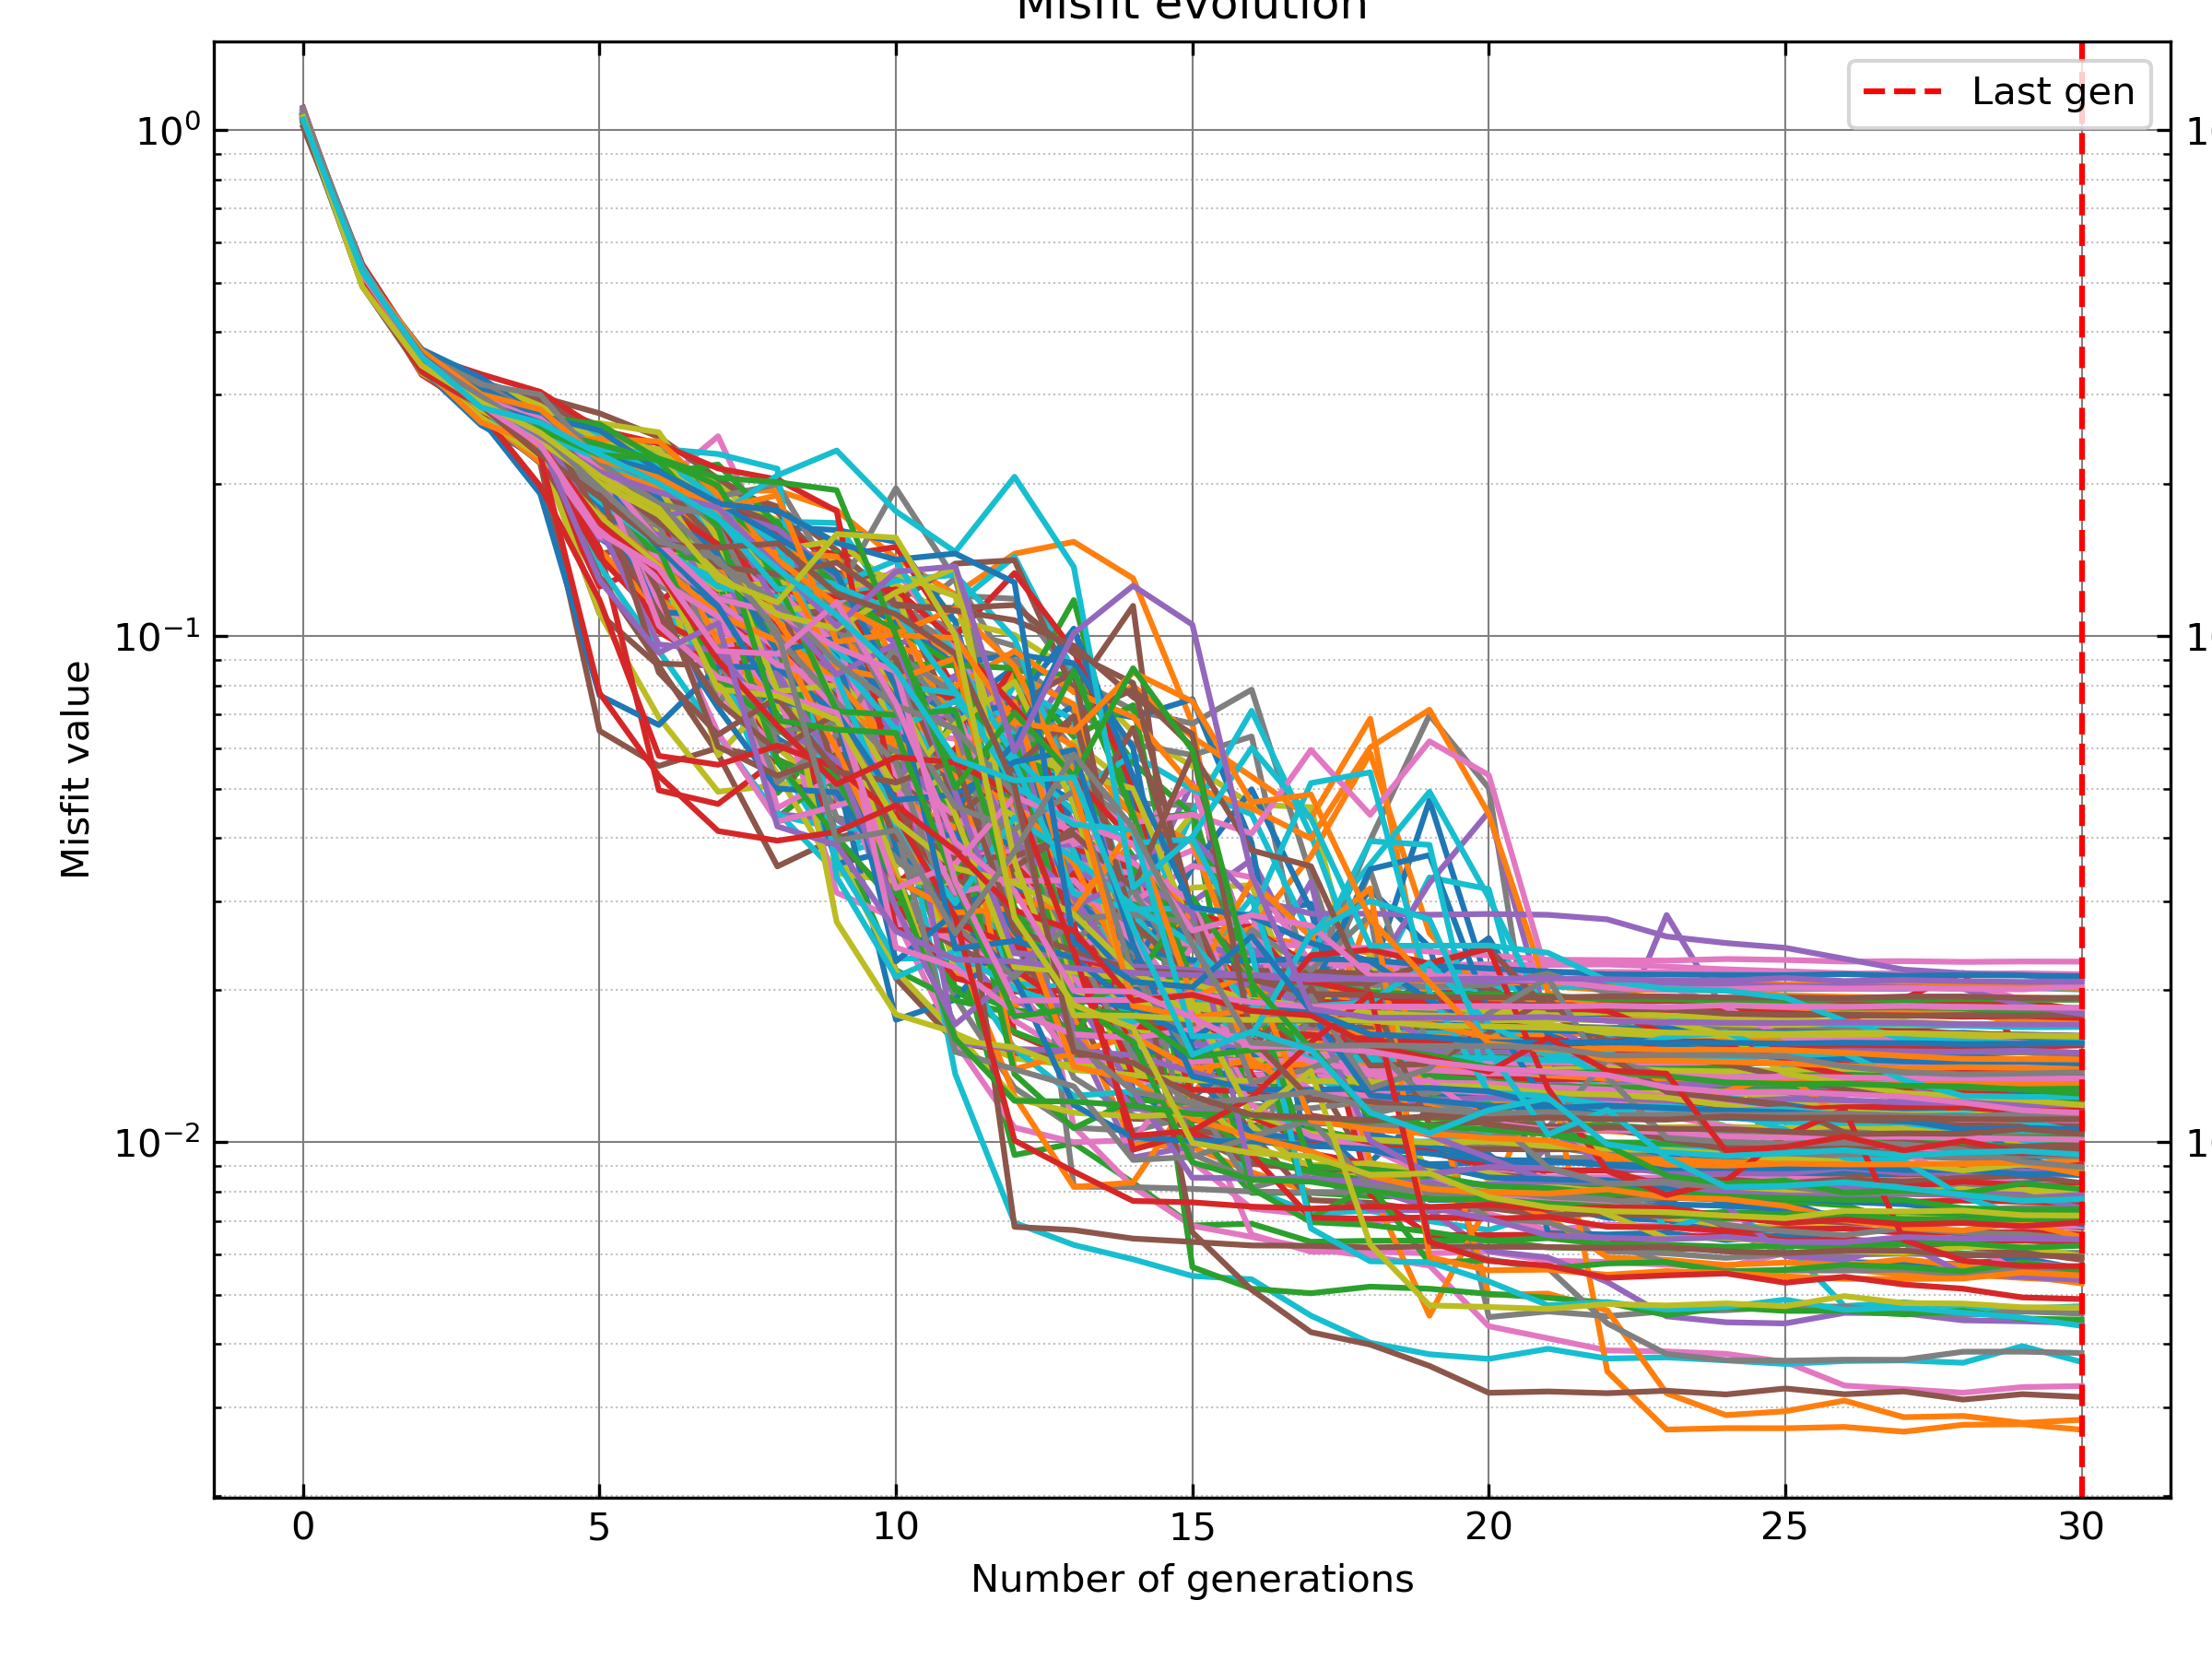 Misfit evolution
Last gen
10⁰
10⁻¹
10⁻²
Misfit value
0 5 10 15 20 25 30
Number of generations